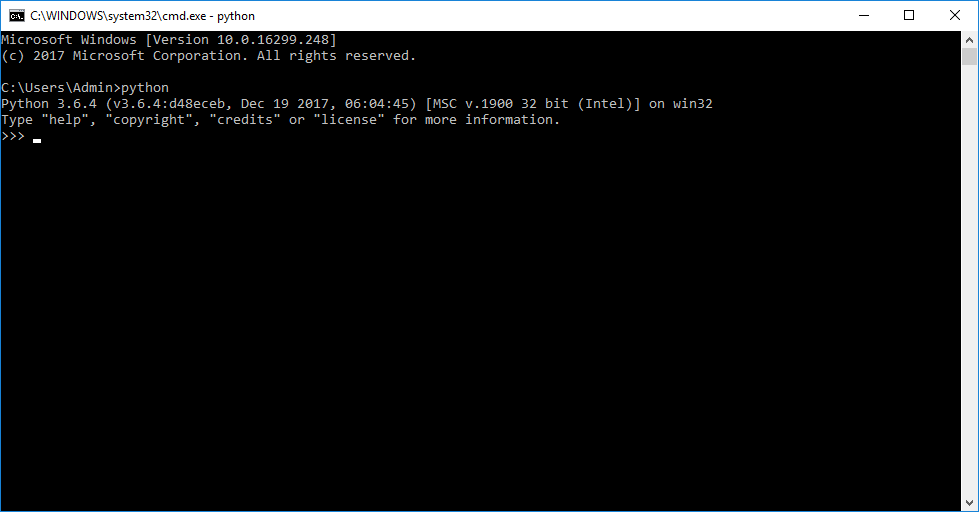 C:\WINDOWS\system32\cmd.exe - python
Microsoft Windows [Version 10.0.16299.248]
(c) 2017 Microsoft Corporation. All rights reserved.
C:\Users\Admin>python
Python 3.6.4 (v3.6.4:d48eceb, Dec 19 2017, 06:04:45) [MSC v.1900 32 bit (Intel)] on win32
Type "help", "copyright", "credits" or "license" for more information.
>>>